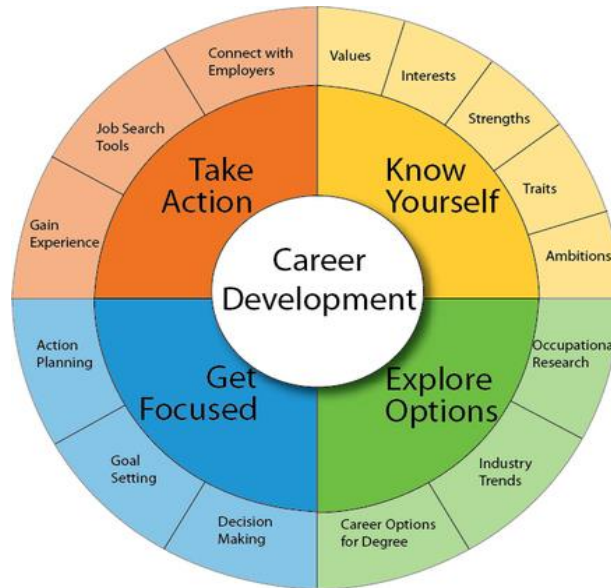 Connect with
Employers
Values
Interests
Strengths
Traits
Ambitions
Job Search
Tools
Gain
Experience
Take
Action
Know
Yourself
Career
Development
Get
Focused
Explore
Options
Occupational
Research
Industry
Trends
Career Options
for Degree
Action
Planning
Goal
Setting
Decision
Making